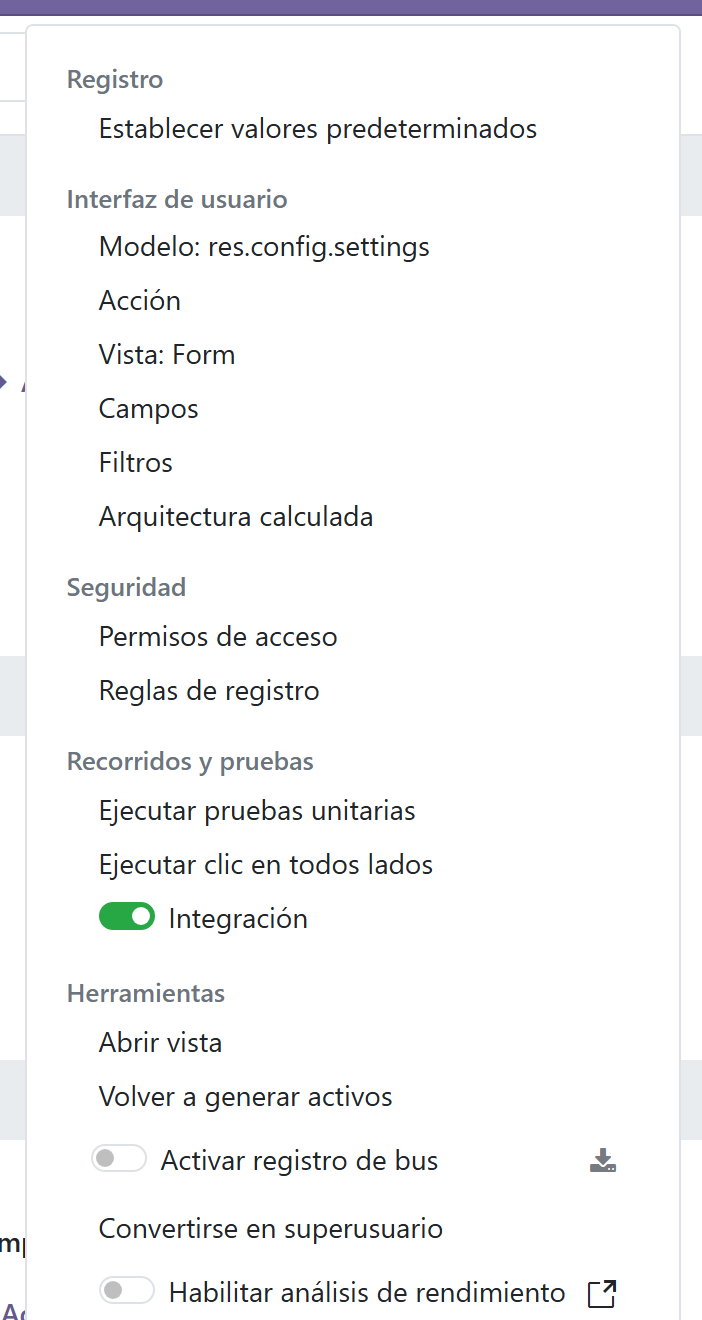 Registro
Establecer valores predeterminados
Interfaz de usuario
Modelo: res.config.settings
Acción
Vista: Form
Campos
Filtros
Arquitectura calculada
Seguridad
Permisos de acceso
Reglas de registro
Recorridos y pruebas
Ejecutar pruebas unitarias
Ejecutar clic en todos lados
Integración
Herramientas
Abrir vista
Volver a generar activos
Activar registro de bus
Convertirse en superusuario
Habilitar análisis de rendimiento